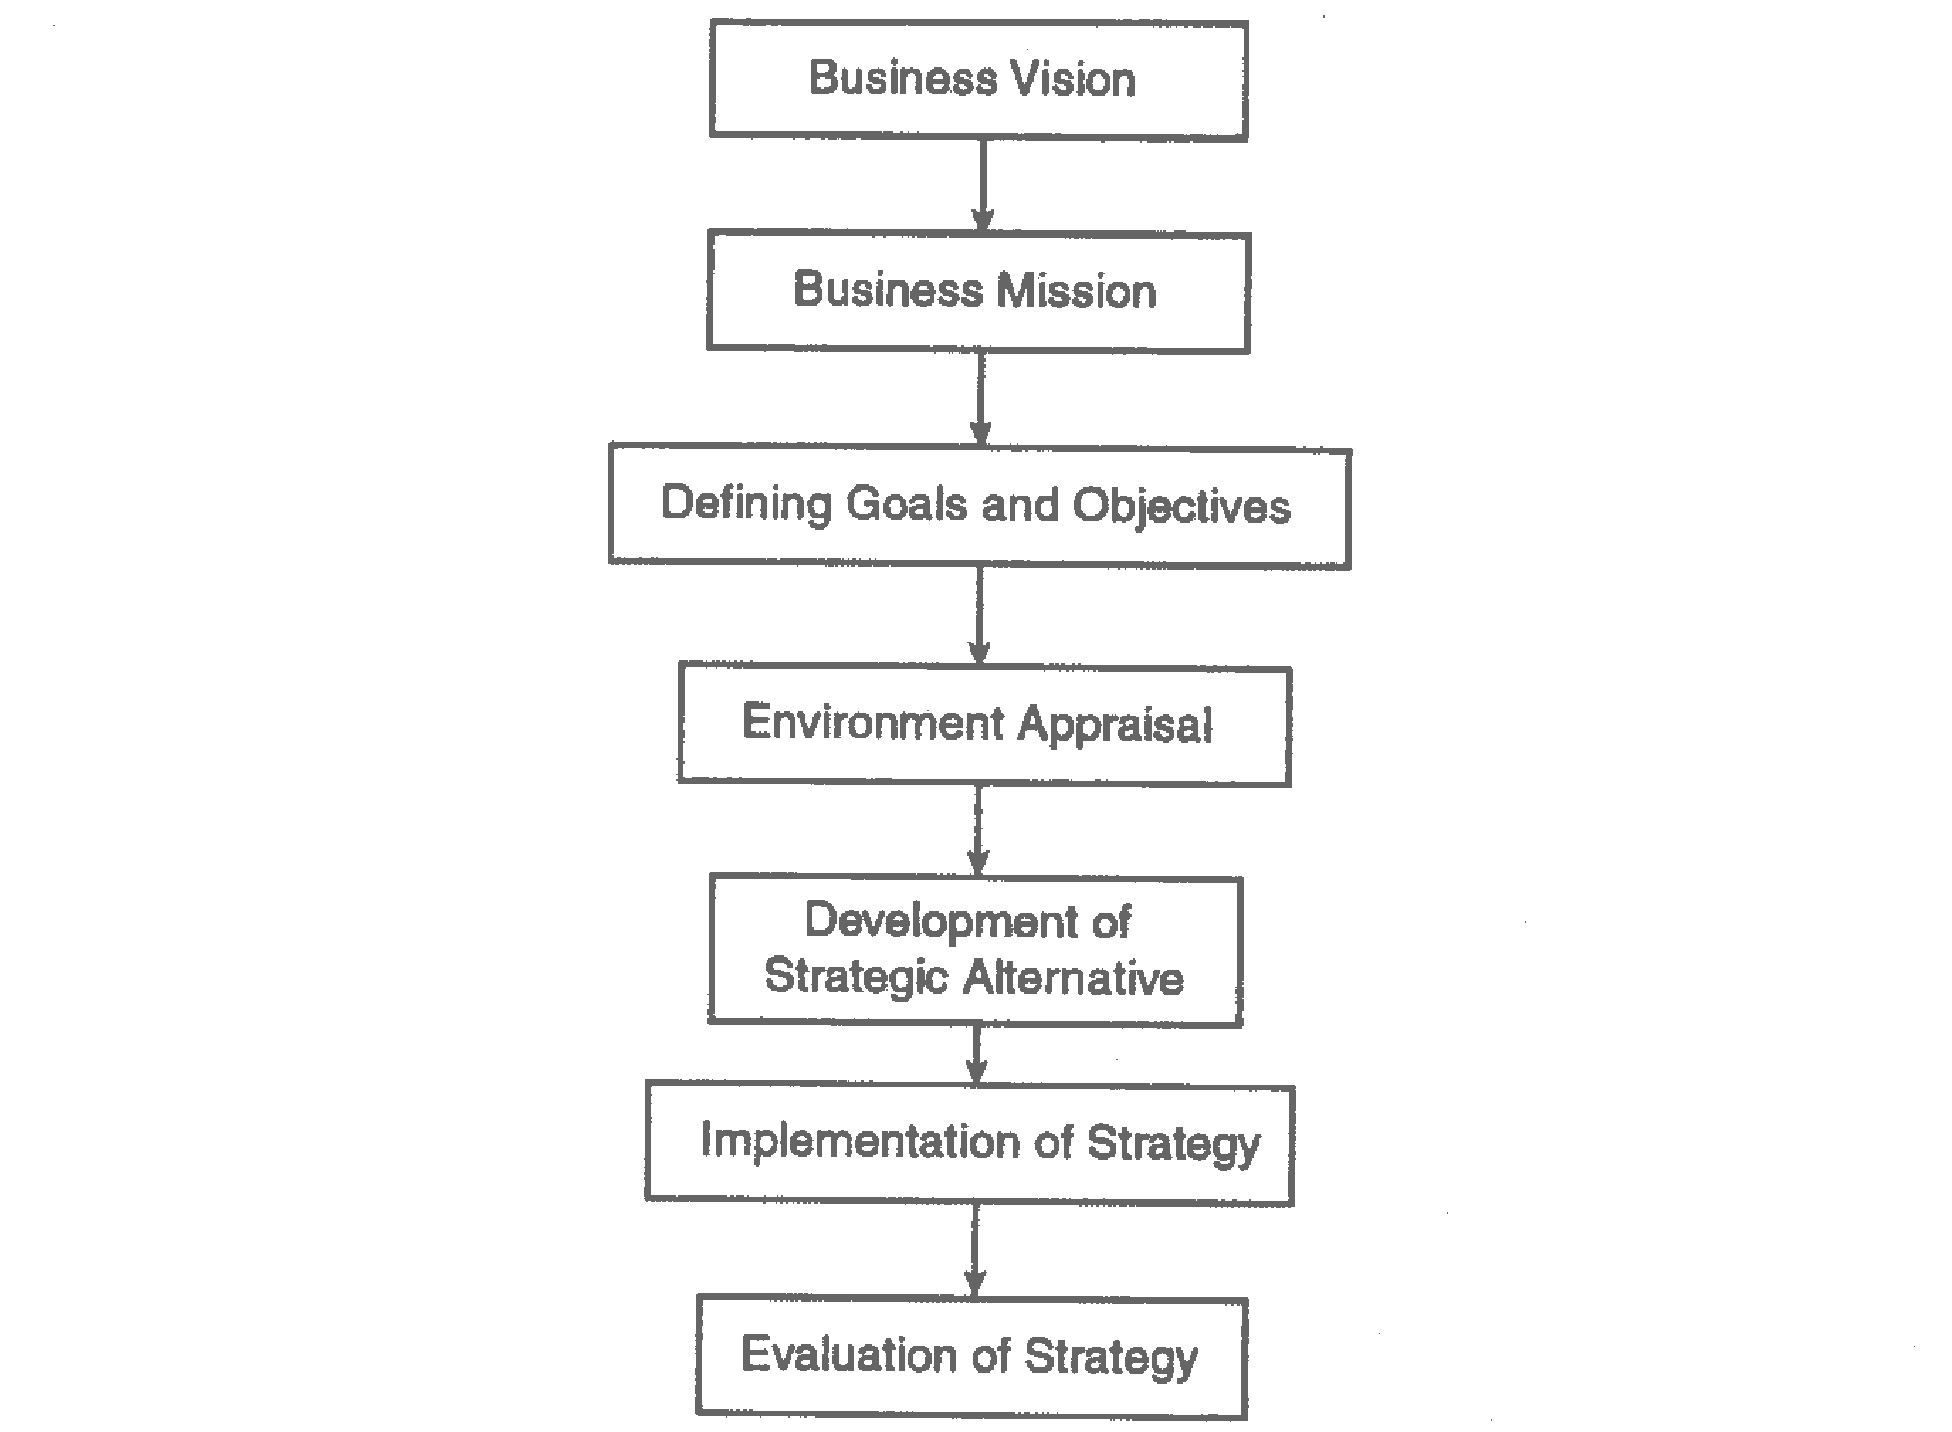 Business Vision
Business Mission
Defining Goals and Objectives
Environment Appraisal
Development of
Strategic Alternative
Implementation of Strategy
Evaluation of Strategy